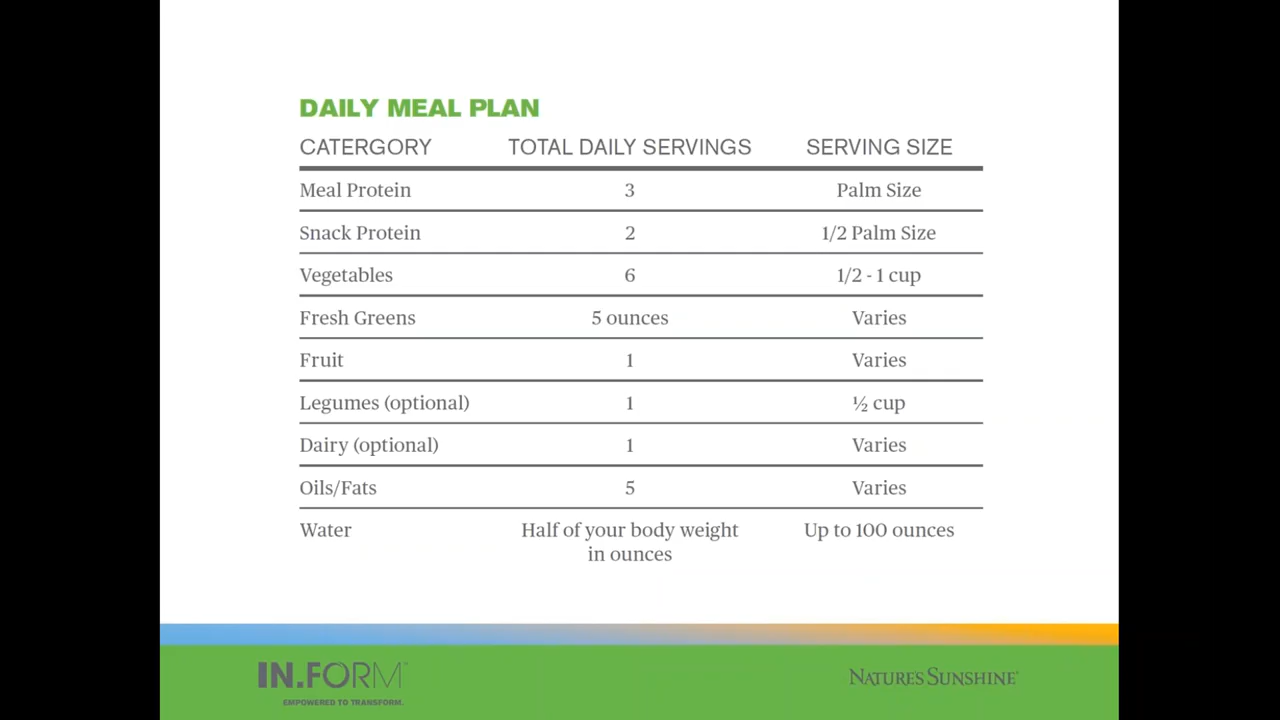 DAILY MEAL PLAN
CATERGORY TOTAL DAILY SERVINGS SERVING SIZE
Meal Protein 3 Palm Size
Snack Protein 2 1/2 Palm Size
Vegetables 6 1/2 - 1 cup
Fresh Greens 5 ounces Varies
Fruit 1 Varies
Legumes (optional) 1 ½ cup
Dairy (optional) 1 Varies
Oils/Fats 5 Varies
Water Half of your body weight Up to 100 ounces
in ounces
IN.FORM™
EMPOWERED TO TRANSFORM.
NATURE'S SUNSHINE®